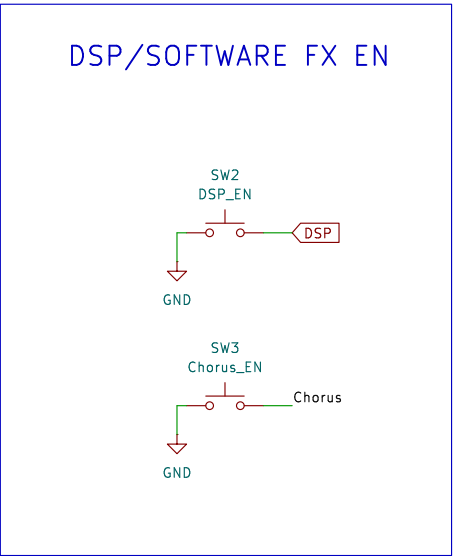 DSP/SOFTWARE FX EN
SW2
DSP_EN
DSP
GND
SW3
Chorus_EN
Chorus
GND